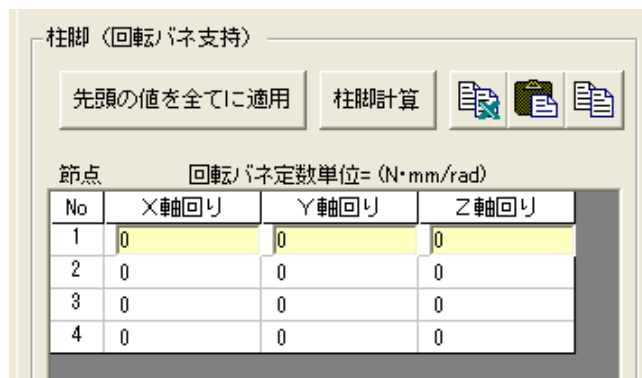 柱脚（回転バネ支持）
先頭の値を全てに適用 柱脚計算
節点 回転バネ定数単位= (N・mm/rad)
No X軸回り Y軸回り Z軸回り
1 0 0 0
2 0 0 0
3 0 0 0
4 0 0 0